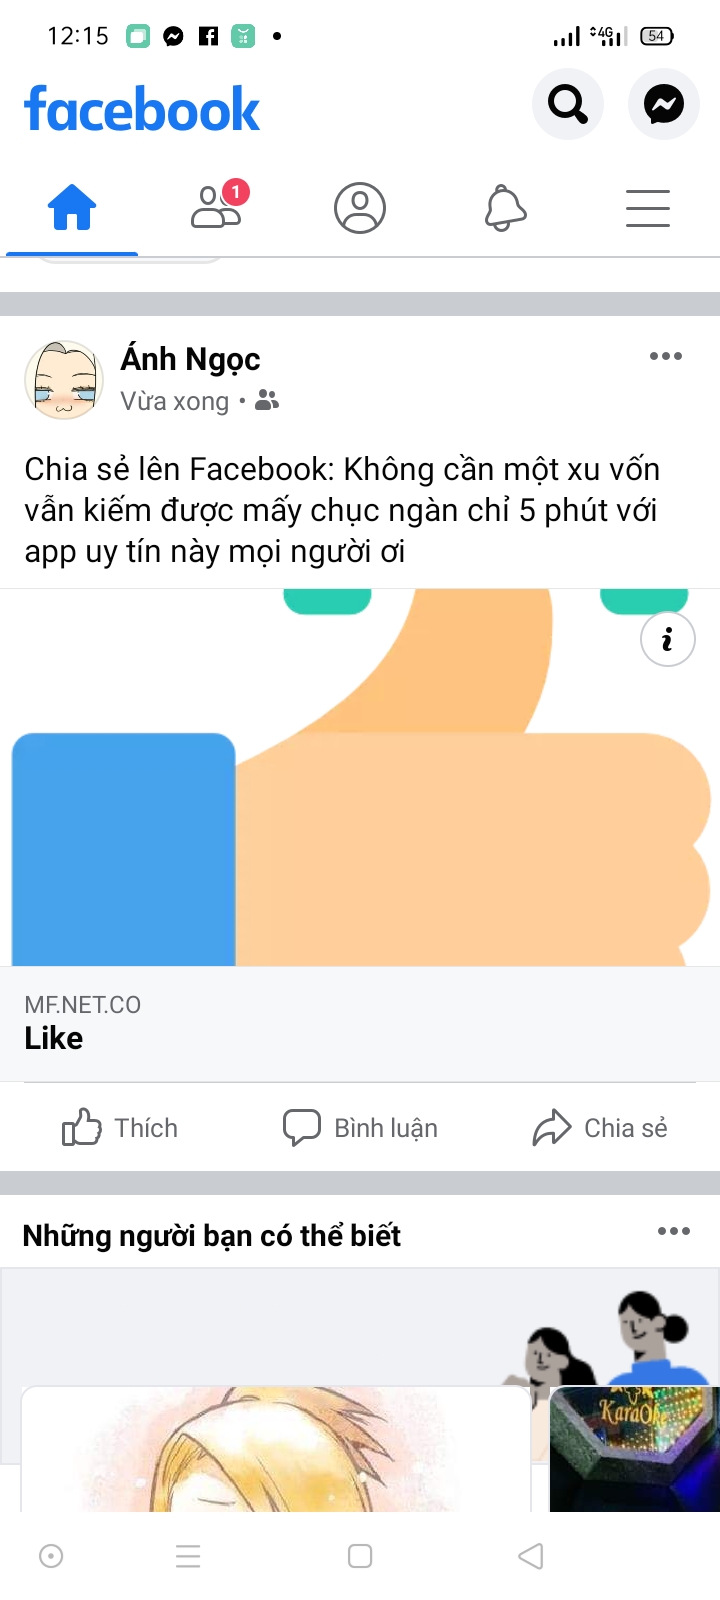 12:15
4G
54
facebook
1
Ánh Ngọc
Vừa xong
Chia sẻ lên Facebook: Không cần một xu vốn
vẫn kiếm được mấy chục ngàn chỉ 5 phút với
app uy tín này mọi người ơi
i
MF.NET.CO
Like
Thích
Bình luận
Chia sẻ
Những người bạn có thể biết
KaraOke